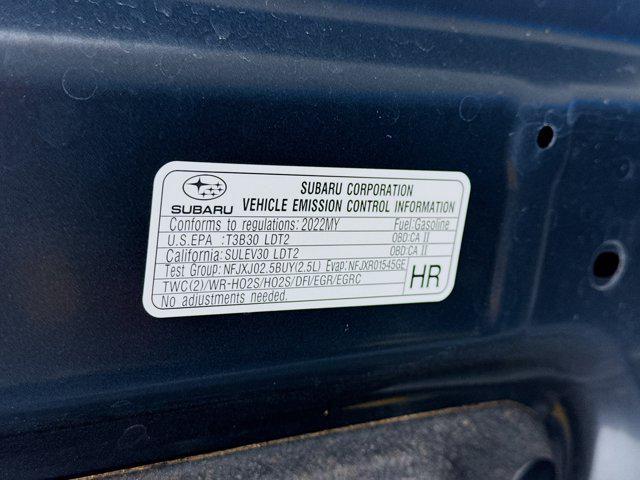 SUBARU CORPORATION
SUBARU VEHICLE EMISSION CONTROL INFORMATION
Conforms to regulations: 2022MY Fuel:Gasoline
U.S.EPA :T3B30 LDT2 OBD:CA II
California: SULEV30 LDT2 OBD:CA II
Test Group: NFJXJ02.5BUY(2.5L) Evap: NFJXR01545GE
TWC(2)/WR-HO2S/HO2S/DFI/EGR/EGRC
No adjustments needed.
HR